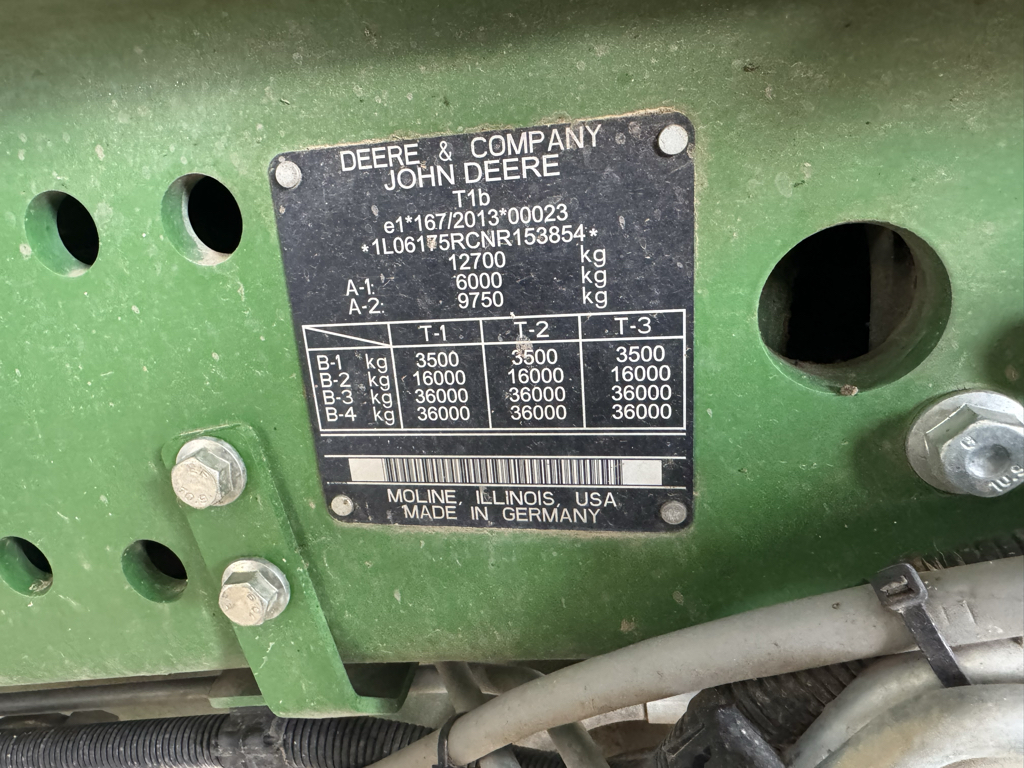 DEERE & COMPANY
JOHN DEERE
T1b
e1*167/2013*00023
*1L06175RCNR153854*
12700 kg
A-1: 6000 kg
A-2: 9750 kg
T-1 T-2 T-3
B-1 kg 3500 3500 3500
B-2 kg 16000 16000 16000
B-3 kg 36000 36000 36000
B-4 kg 36000 36000 36000
MOLINE, ILLINOIS, USA
MADE IN GERMANY
10.9